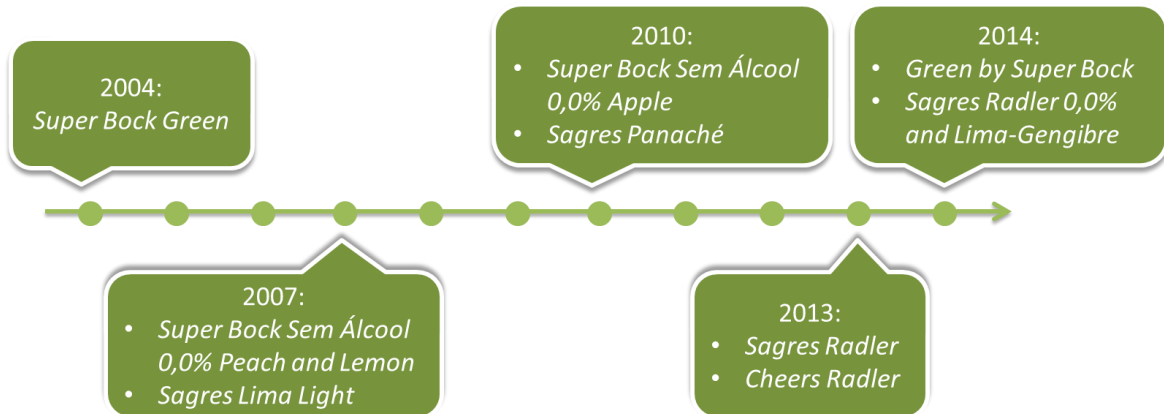 2004:
Super Bock Green
2010:
• Super Bock Sem Álcool
0,0% Apple
• Sagres Panaché
2014:
• Green by Super Bock
• Sagres Radler 0,0%
and Lima-Gengibre
2007:
• Super Bock Sem Álcool
0,0% Peach and Lemon
• Sagres Lima Light
2013:
• Sagres Radler
• Cheers Radler